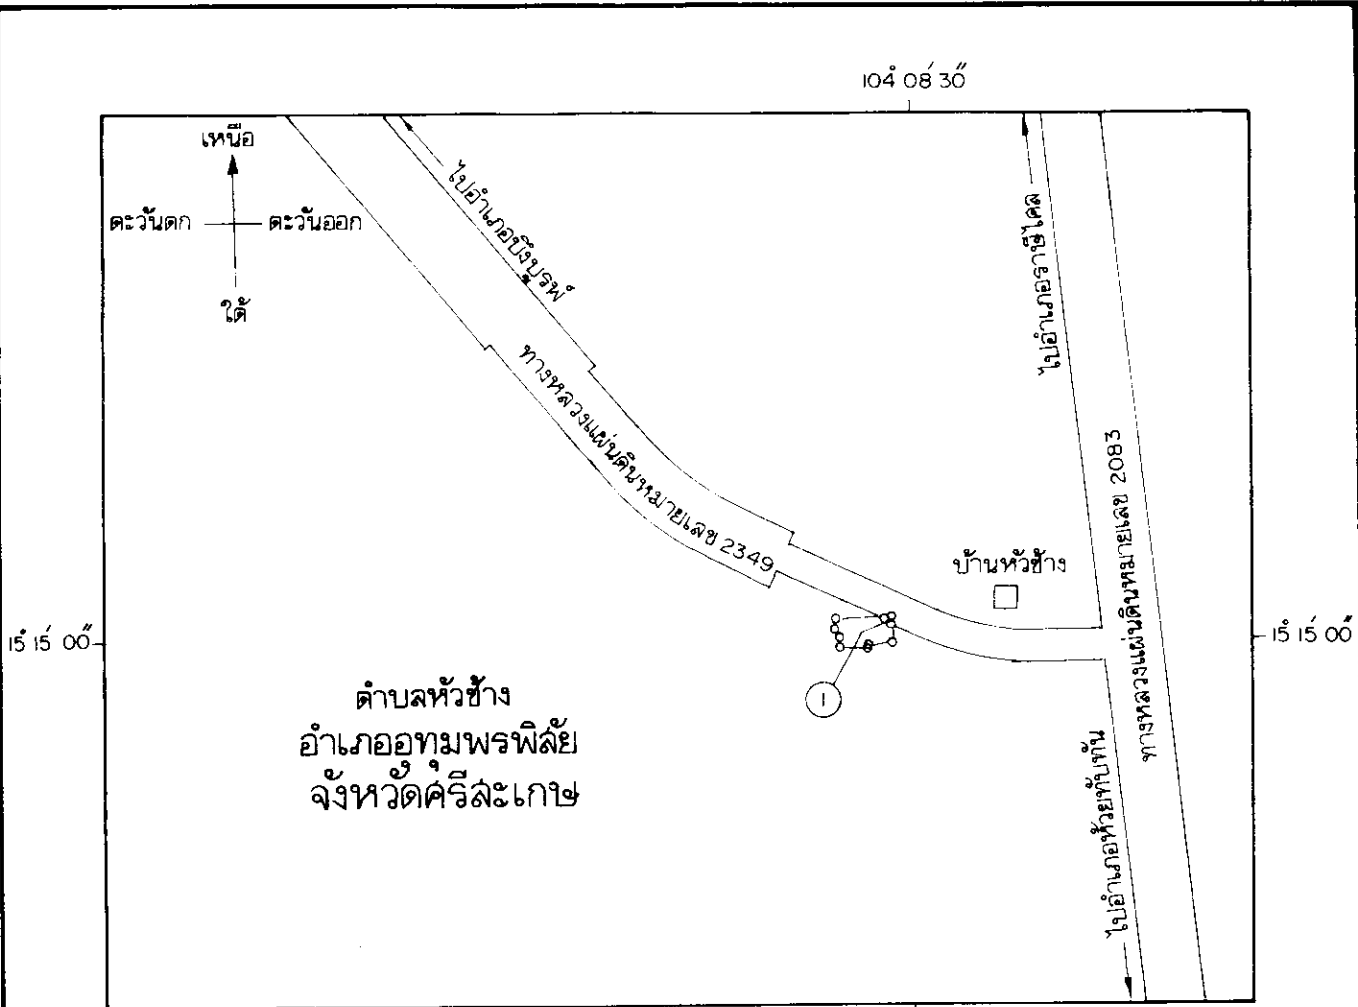 104° 08′ 30″
เหนือ
ตะวันตก
ตะวันออก
ใต้
ไปอำเภอบึงบูรพ์
ไปอำเภอราษีไศล
ทางหลวงแผ่นดินหมายเลข 2349
ทางหลวงแผ่นดินหมายเลข 2083
บ้านหัวช้าง
15° 15′ 00″
15° 15′ 00″
1
ตำบลหัวช้าง
อำเภออุทุมพรพิสัย
จังหวัดศรีสะเกษ
ไปอำเภอห้วยทับทัน